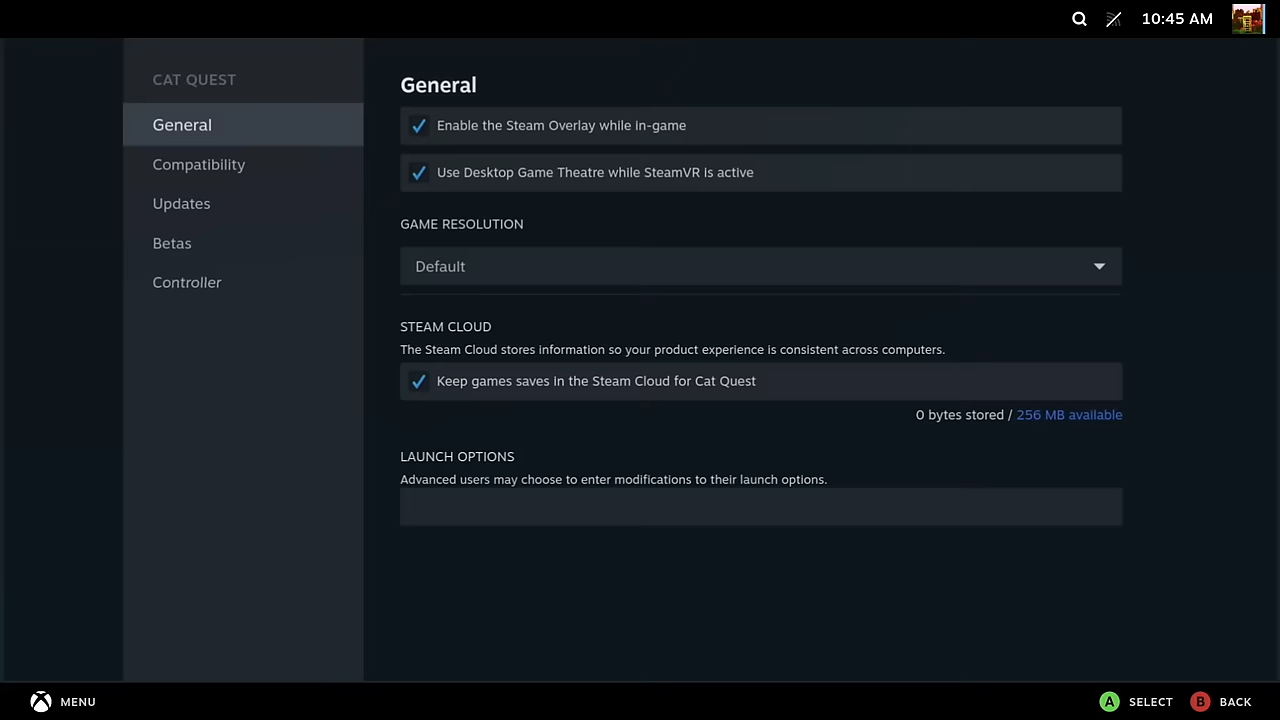 10:45 AM
CAT QUEST
General
Compatibility
Updates
Betas
Controller
General
Enable the Steam Overlay while in-game
Use Desktop Game Theatre while SteamVR is active
GAME RESOLUTION
Default
STEAM CLOUD
The Steam Cloud stores information so your product experience is consistent across computers.
Keep games saves in the Steam Cloud for Cat Quest
0 bytes stored / 256 MB available
LAUNCH OPTIONS
Advanced users may choose to enter modifications to their launch options.
MENU
A SELECT B BACK